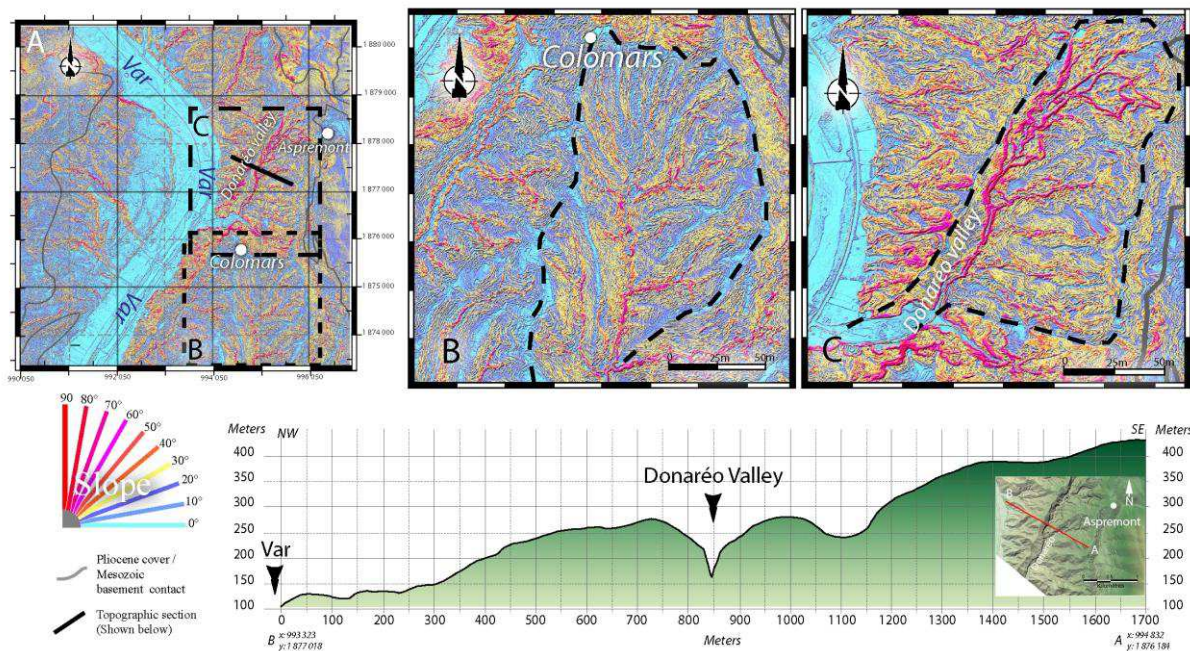 A
N
Var
C
Donaréo valley
Aspremont
Var
Colomars
Var
B
1 880 000
1 879 000
1 878 000
1 877 000
1 876 000
1 875 000
1 874 000
990 050
992 050
994 050
996 050
Colomars
N
B
0 25m 50m
N
Donaréo valley
C
0 25m 50m
90
80°
70°
60°
50°
40°
30°
20°
10°
0°
Slope
Pliocene cover /
Mesozoic
basement contact
Topographic section
(Shown below)
Meters NW
SE Meters
400
350
300
250
200
150
100
Var
Donaréo Valley
400
350
300
250
200
150
100
B
N
Aspremont
A
0 100 200 300 400 500 600 700 800 900 1000 1100 1200 1300 1400 1500 1600 1700
B x: 993 323
y: 1 877 018
Meters
A x: 994 832
y: 1 876 184